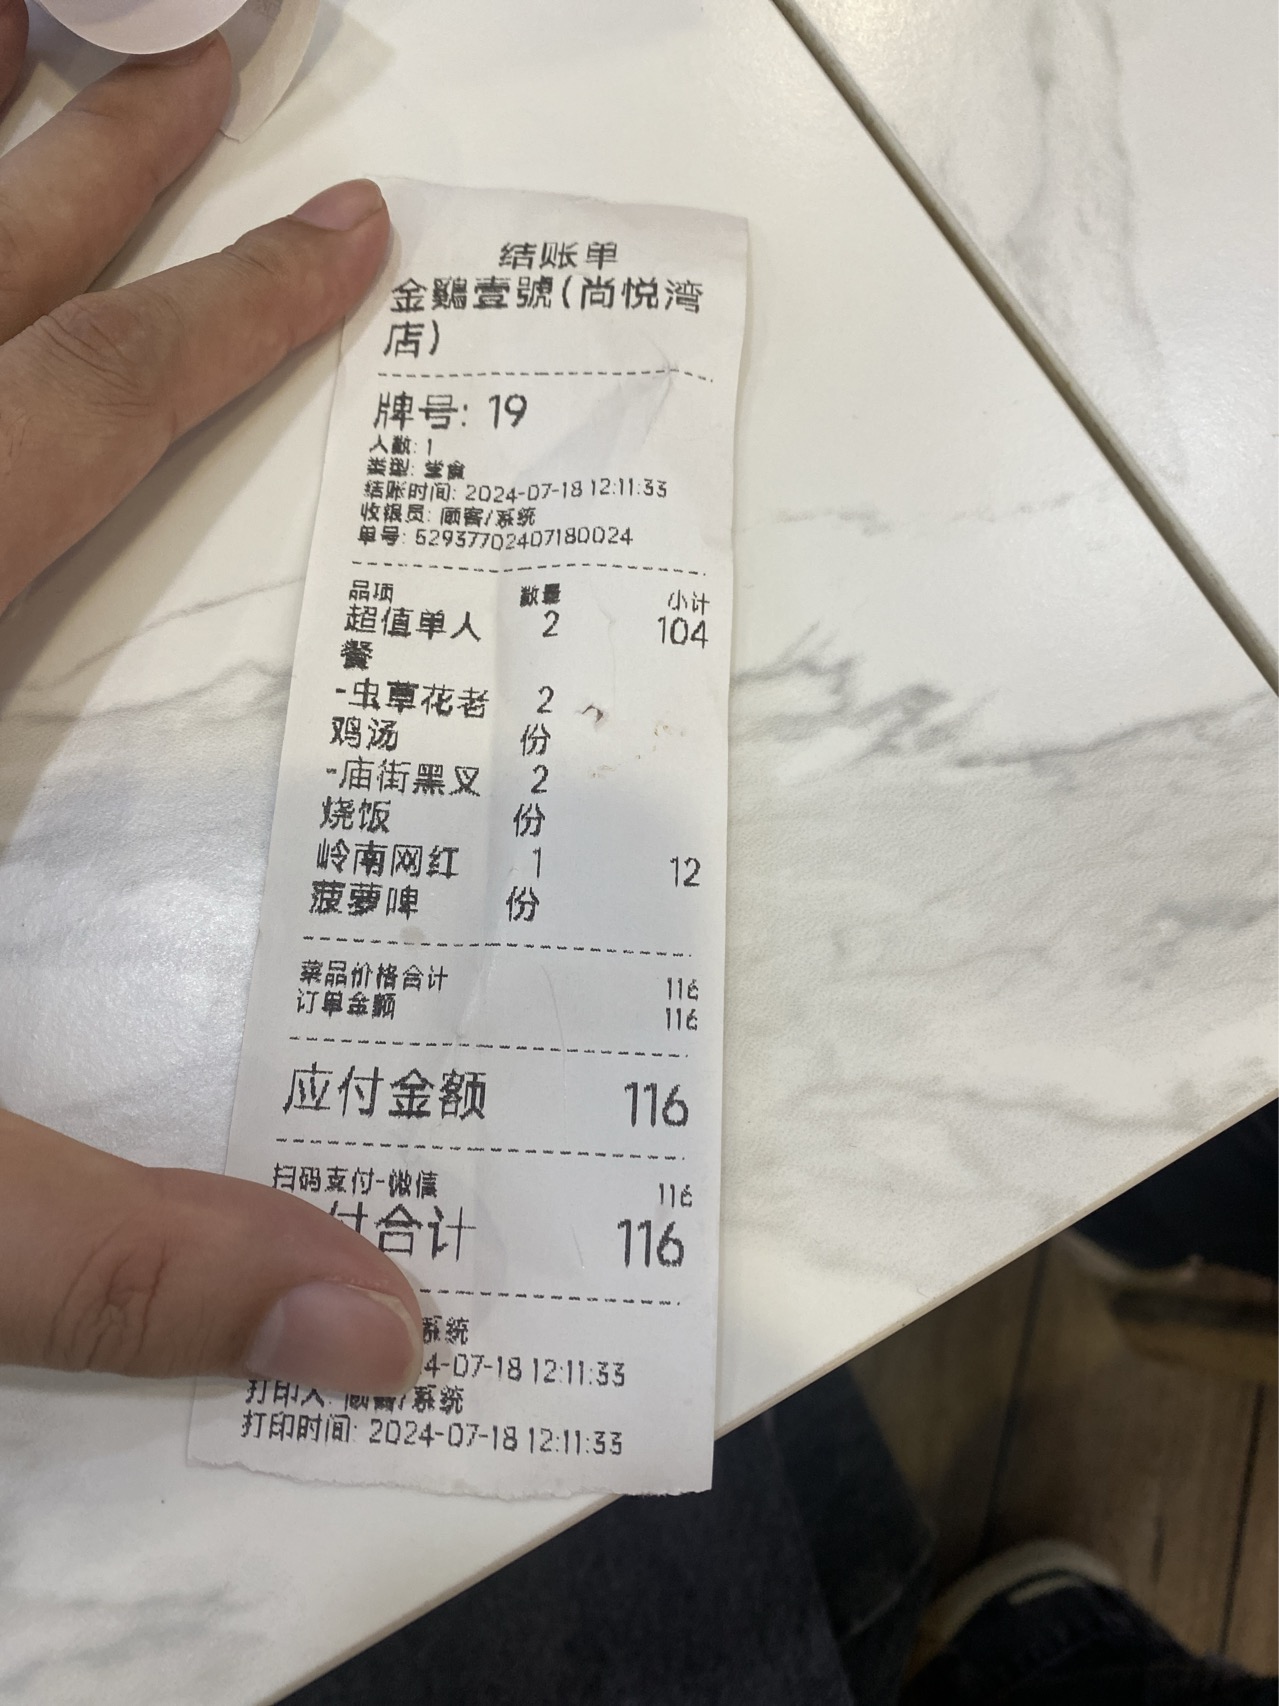 结账单
金鷄壹號(尚悦湾
店)
牌号: 19
人数: 1
类型: 堂食
结账时间: 2024-07-18 12:11:33
收银员: 顾客/系统
单号: 52937702407180024
品项 数量 小计
超值单人 2 104
餐
-虫草花老 2
鸡汤 份
-庙街黑叉 2
烧饭 份
岭南网红 1 12
菠萝啤 份
菜品价格合计 116
订单金额 116
应付金额 116
扫码支付-微信 116
付合计 116
系统
4-07-18 12:11:33
打印人: 顾客/系统
打印时间: 2024-07-18 12:11:33